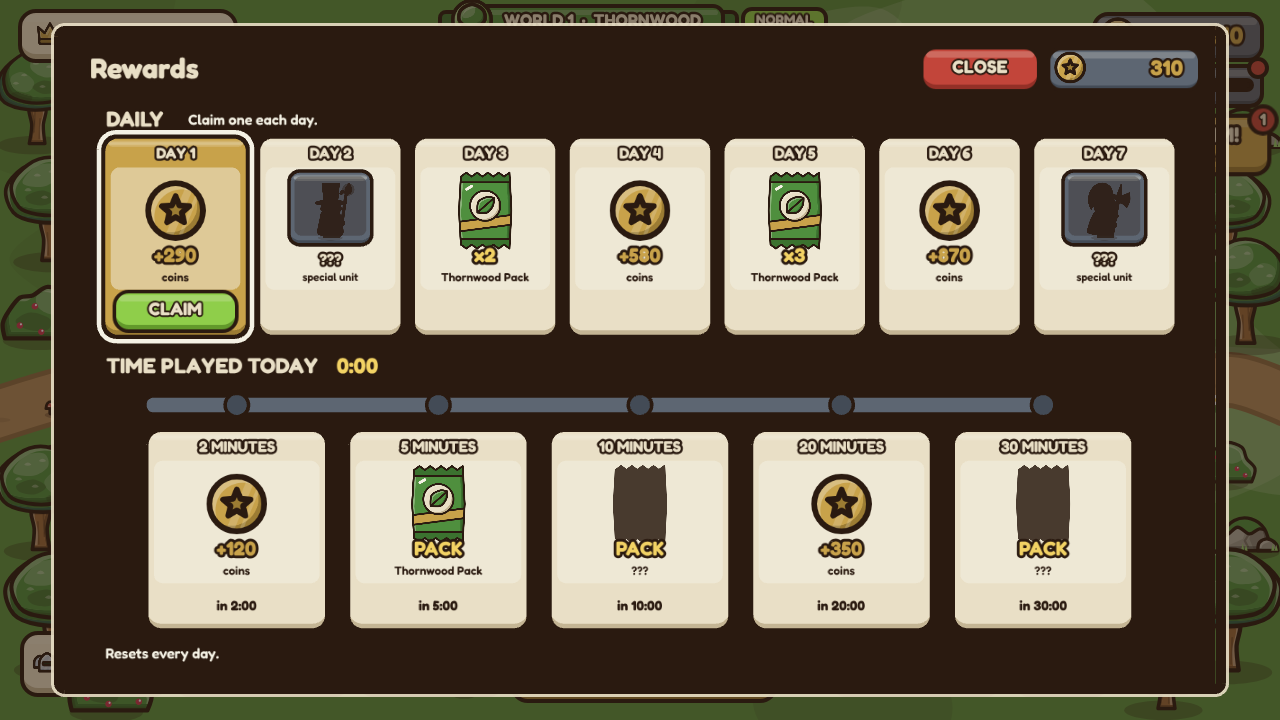 WORLD 1 · THORNWOOD
NORMAL
Rewards
CLOSE
310
DAILY
Claim one each day.
DAY 1
DAY 2
DAY 3
DAY 4
DAY 5
DAY 6
DAY 7
+290
???
x2
+580
x3
+870
???
coins
special unit
Thornwood Pack
coins
Thornwood Pack
coins
special unit
CLAIM
1
TIME PLAYED TODAY 0:00
2 MINUTES
5 MINUTES
10 MINUTES
20 MINUTES
30 MINUTES
+120
PACK
PACK
+350
PACK
coins
Thornwood Pack
???
coins
???
in 2:00
in 5:00
in 10:00
in 20:00
in 30:00
Resets every day.